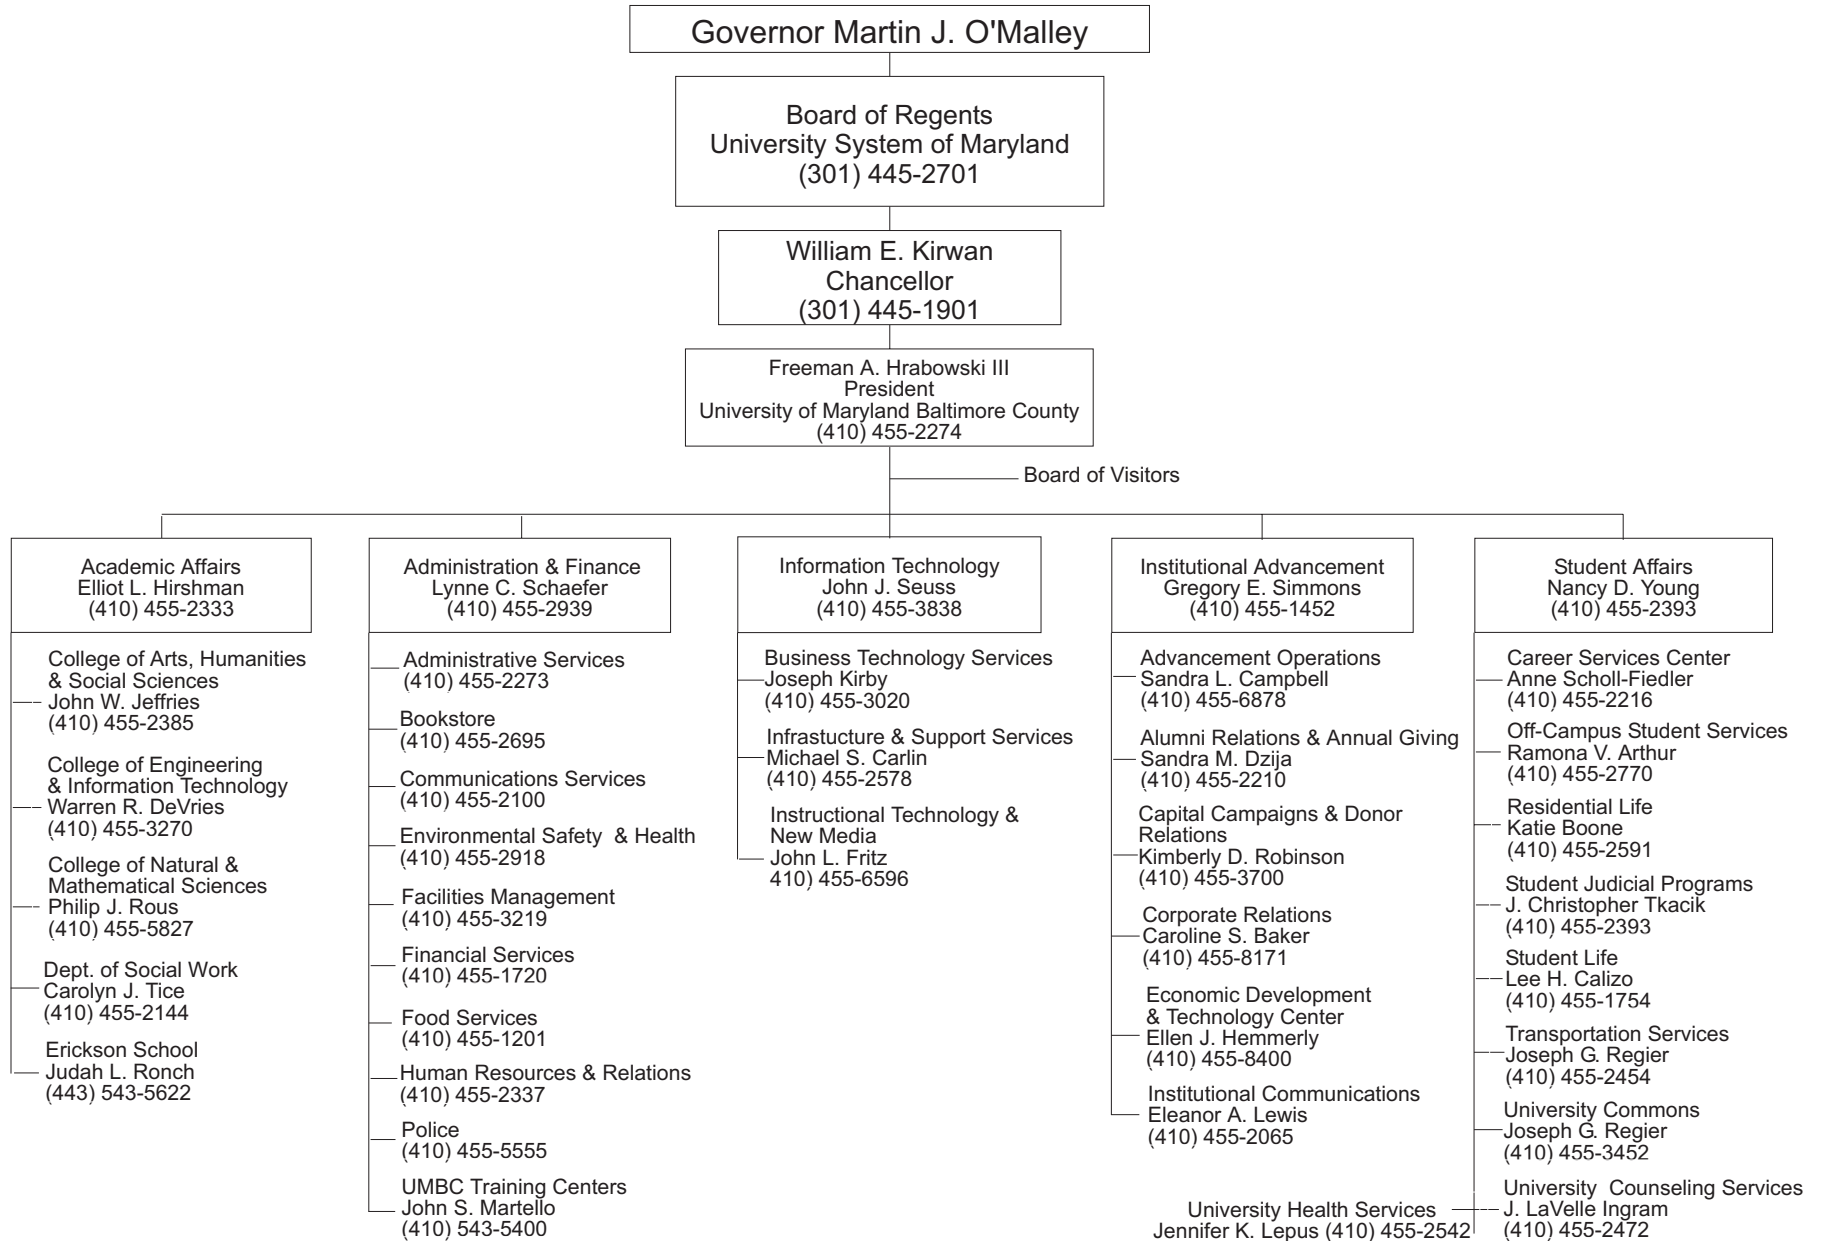 Governor Martin J. O'Malley
Board of Regents
University System of Maryland
(301) 445-2701
William E. Kirwan
Chancellor
(301) 445-1901
Freeman A. Hrabowski III
President
University of Maryland Baltimore County
(410) 455-2274
Board of Visitors
Academic Affairs
Elliot L. Hirshman
(410) 455-2333
College of Arts, Humanities
& Social Sciences
John W. Jeffries
(410) 455-2385
College of Engineering
& Information Technology
Warren R. DeVries
(410) 455-3270
College of Natural &
Mathematical Sciences
Philip J. Rous
(410) 455-5827
Dept. of Social Work
Carolyn J. Tice
(410) 455-2144
Erickson School
Judah L. Ronch
(443) 543-5622
Administration & Finance
Lynne C. Schaefer
(410) 455-2939
Administrative Services
(410) 455-2273
Bookstore
(410) 455-2695
Communications Services
(410) 455-2100
Environmental Safety & Health
(410) 455-2918
Facilities Management
(410) 455-3219
Financial Services
(410) 455-1720
Food Services
(410) 455-1201
Human Resources & Relations
(410) 455-2337
Police
(410) 455-5555
UMBC Training Centers
John S. Martello
(410) 543-5400
Information Technology
John J. Seuss
(410) 455-3838
Business Technology Services
Joseph Kirby
(410) 455-3020
Infrastucture & Support Services
Michael S. Carlin
(410) 455-2578
Instructional Technology &
New Media
John L. Fritz
410) 455-6596
Institutional Advancement
Gregory E. Simmons
(410) 455-1452
Advancement Operations
Sandra L. Campbell
(410) 455-6878
Alumni Relations & Annual Giving
Sandra M. Dzija
(410) 455-2210
Capital Campaigns & Donor
Relations
Kimberly D. Robinson
(410) 455-3700
Corporate Relations
Caroline S. Baker
(410) 455-8171
Economic Development
& Technology Center
Ellen J. Hemmerly
(410) 455-8400
Institutional Communications
Eleanor A. Lewis
(410) 455-2065
Student Affairs
Nancy D. Young
(410) 455-2393
Career Services Center
Anne Scholl-Fiedler
(410) 455-2216
Off-Campus Student Services
Ramona V. Arthur
(410) 455-2770
Residential Life
Katie Boone
(410) 455-2591
Student Judicial Programs
J. Christopher Tkacik
(410) 455-2393
Student Life
Lee H. Calizo
(410) 455-1754
Transportation Services
Joseph G. Regier
(410) 455-2454
University Commons
Joseph G. Regier
(410) 455-3452
University Counseling Services
J. LaVelle Ingram
(410) 455-2472
University Health Services
Jennifer K. Lepus (410) 455-2542